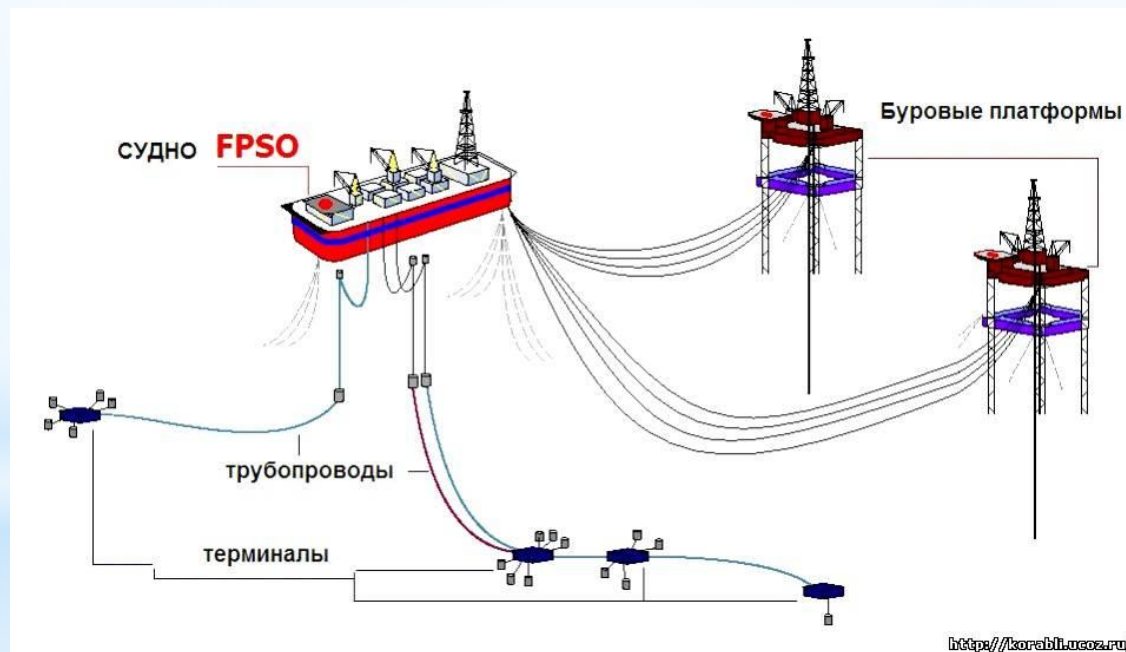 Буровые платформы
СУДНО FPSO
трубопроводы
терминалы
http://korabli.ucoz.ru